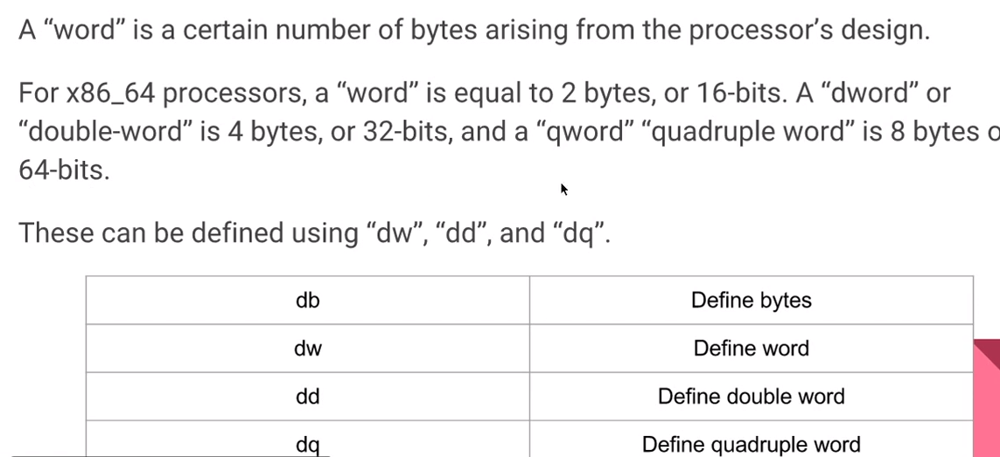 A “word” is a certain number of bytes arising from the processor’s design.
For x86_64 processors, a “word” is equal to 2 bytes, or 16-bits. A “dword” or
“double-word” is 4 bytes, or 32-bits, and a “qword” “quadruple word” is 8 bytes
64-bits.
These can be defined using “dw”, “dd”, and “dq”.
db Define bytes
dw Define word
dd Define double word
dq Define quadruple word